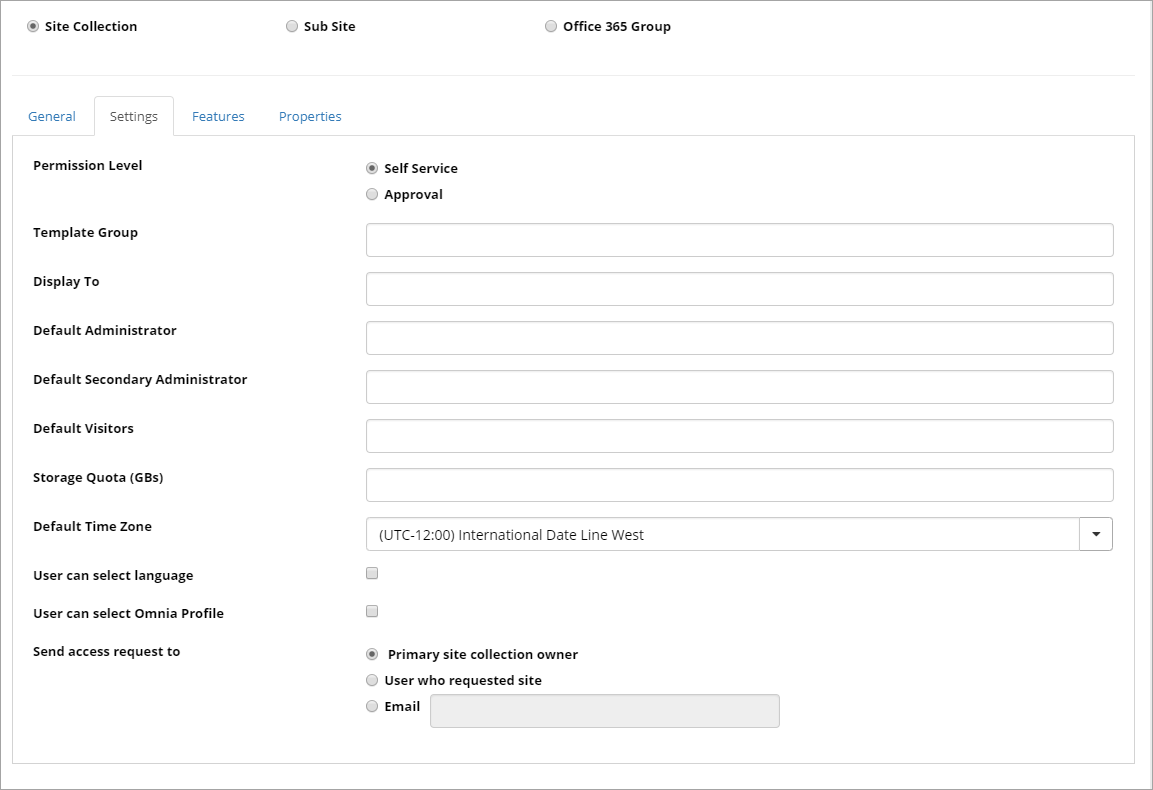 Site Collection Sub Site Office 365 Group
General Settings Features Properties
Permission Level Self Service
Approval
Template Group
Display To
Default Administrator
Default Secondary Administrator
Default Visitors
Storage Quota (GBs)
Default Time Zone (UTC-12:00) International Date Line West
User can select language
User can select Omnia Profile
Send access request to Primary site collection owner
User who requested site
Email